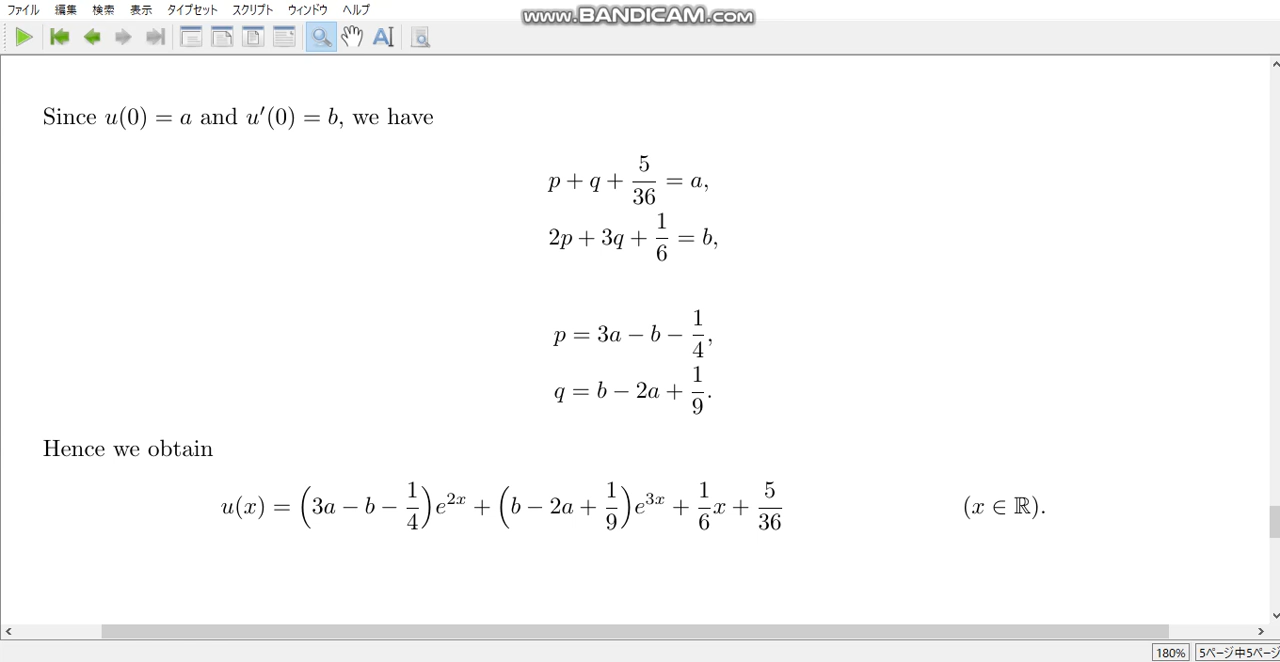 ファイル 編集 検索 表示 タイプセット スクリプト ウィンドウ ヘルプ
www.BANDICAM.com
Since u(0) = a and u′(0) = b, we have
p + q + 5/36 = a,
2p + 3q + 1/6 = b,
p = 3a − b − 1/4,
q = b − 2a + 1/9.
Hence we obtain
u(x) = (3a − b − 1/4)e^{2x} + (b − 2a + 1/9)e^{3x} + 1/6 x + 5/36 (x ∈ ℝ).
180% 5ページ中5ページ